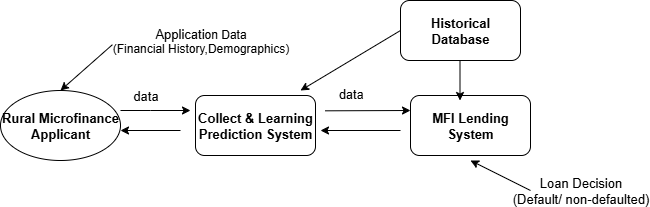 Application Data
(Financial History,Demographics)
Historical
Database
data
data
Rural Microfinance
Applicant
Collect & Learning
Prediction System
MFI Lending
System
Loan Decision
(Default/ non-defaulted)